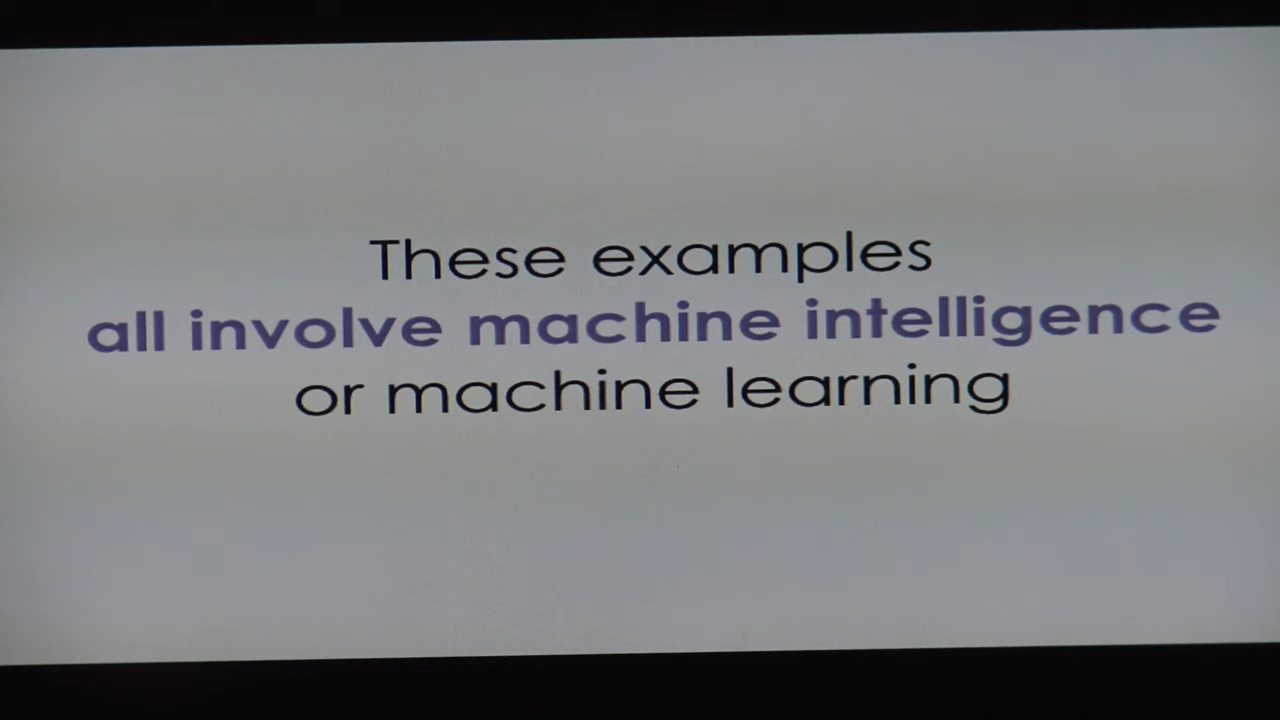 These examples
all involve machine intelligence
or machine learning